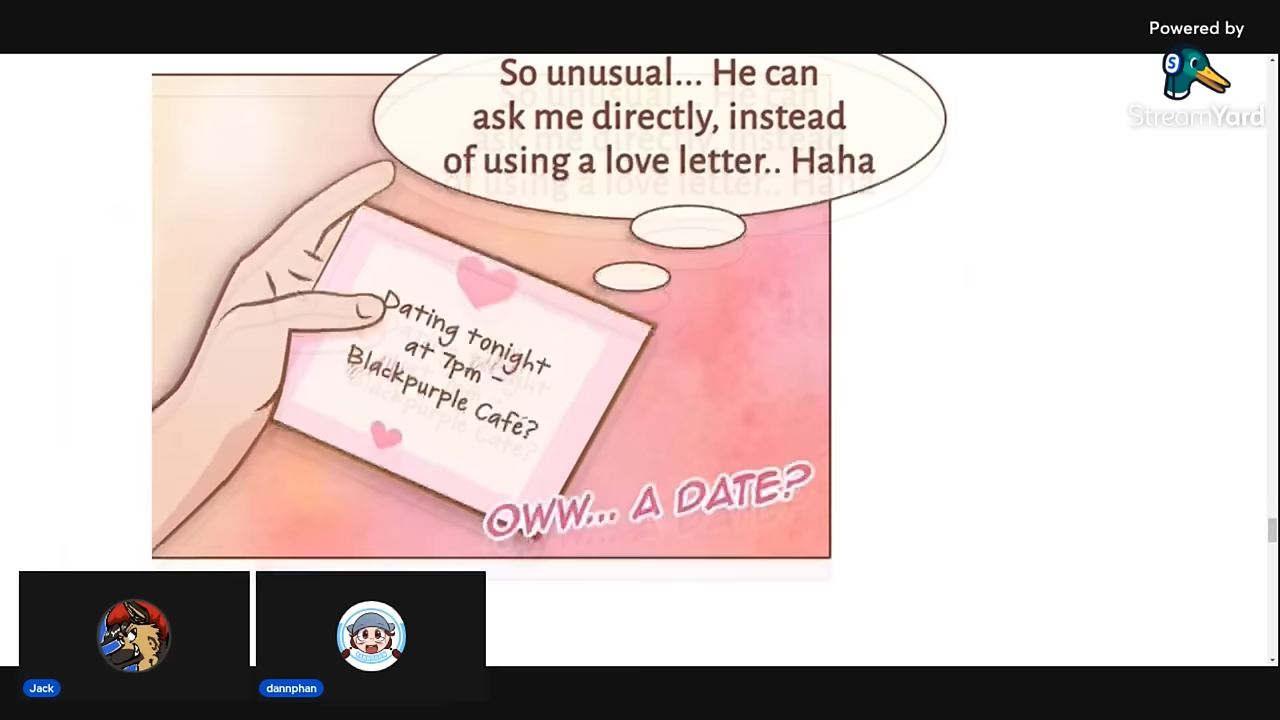 Powered by
StreamYard
So unusual... He can
ask me directly, instead
of using a love letter.. Haha
Dating tonight
at 7pm –
Blackpurple Café?
OWW... A DATE?
Jack
dannphan